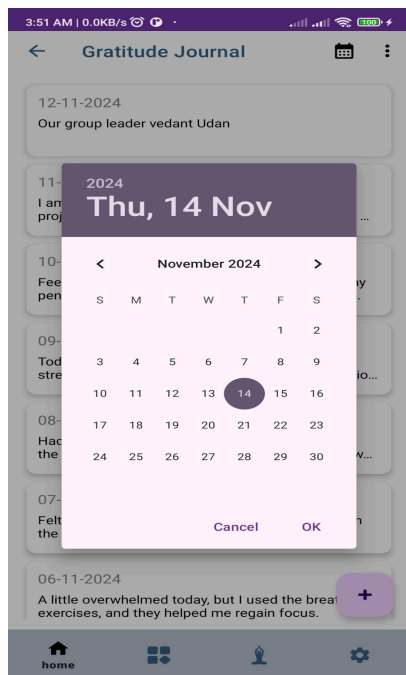 3:51 AM | 0.0KB/s
100
Gratitude Journal
12-11-2024
Our group leader vedant Udan
11-
I am
proj ...
10-
Fee
pen
09-
Tod
stre io...
08-
Had
the w...
07-
Felt
the
2024
Thu, 14 Nov
< November 2024 >
S M T W T F S
1 2
3 4 5 6 7 8 9
10 11 12 13 14 15 16
17 18 19 20 21 22 23
24 25 26 27 28 29 30
Cancel OK
06-11-2024
A little overwhelmed today, but I used the breat
exercises, and they helped me regain focus.
+
home